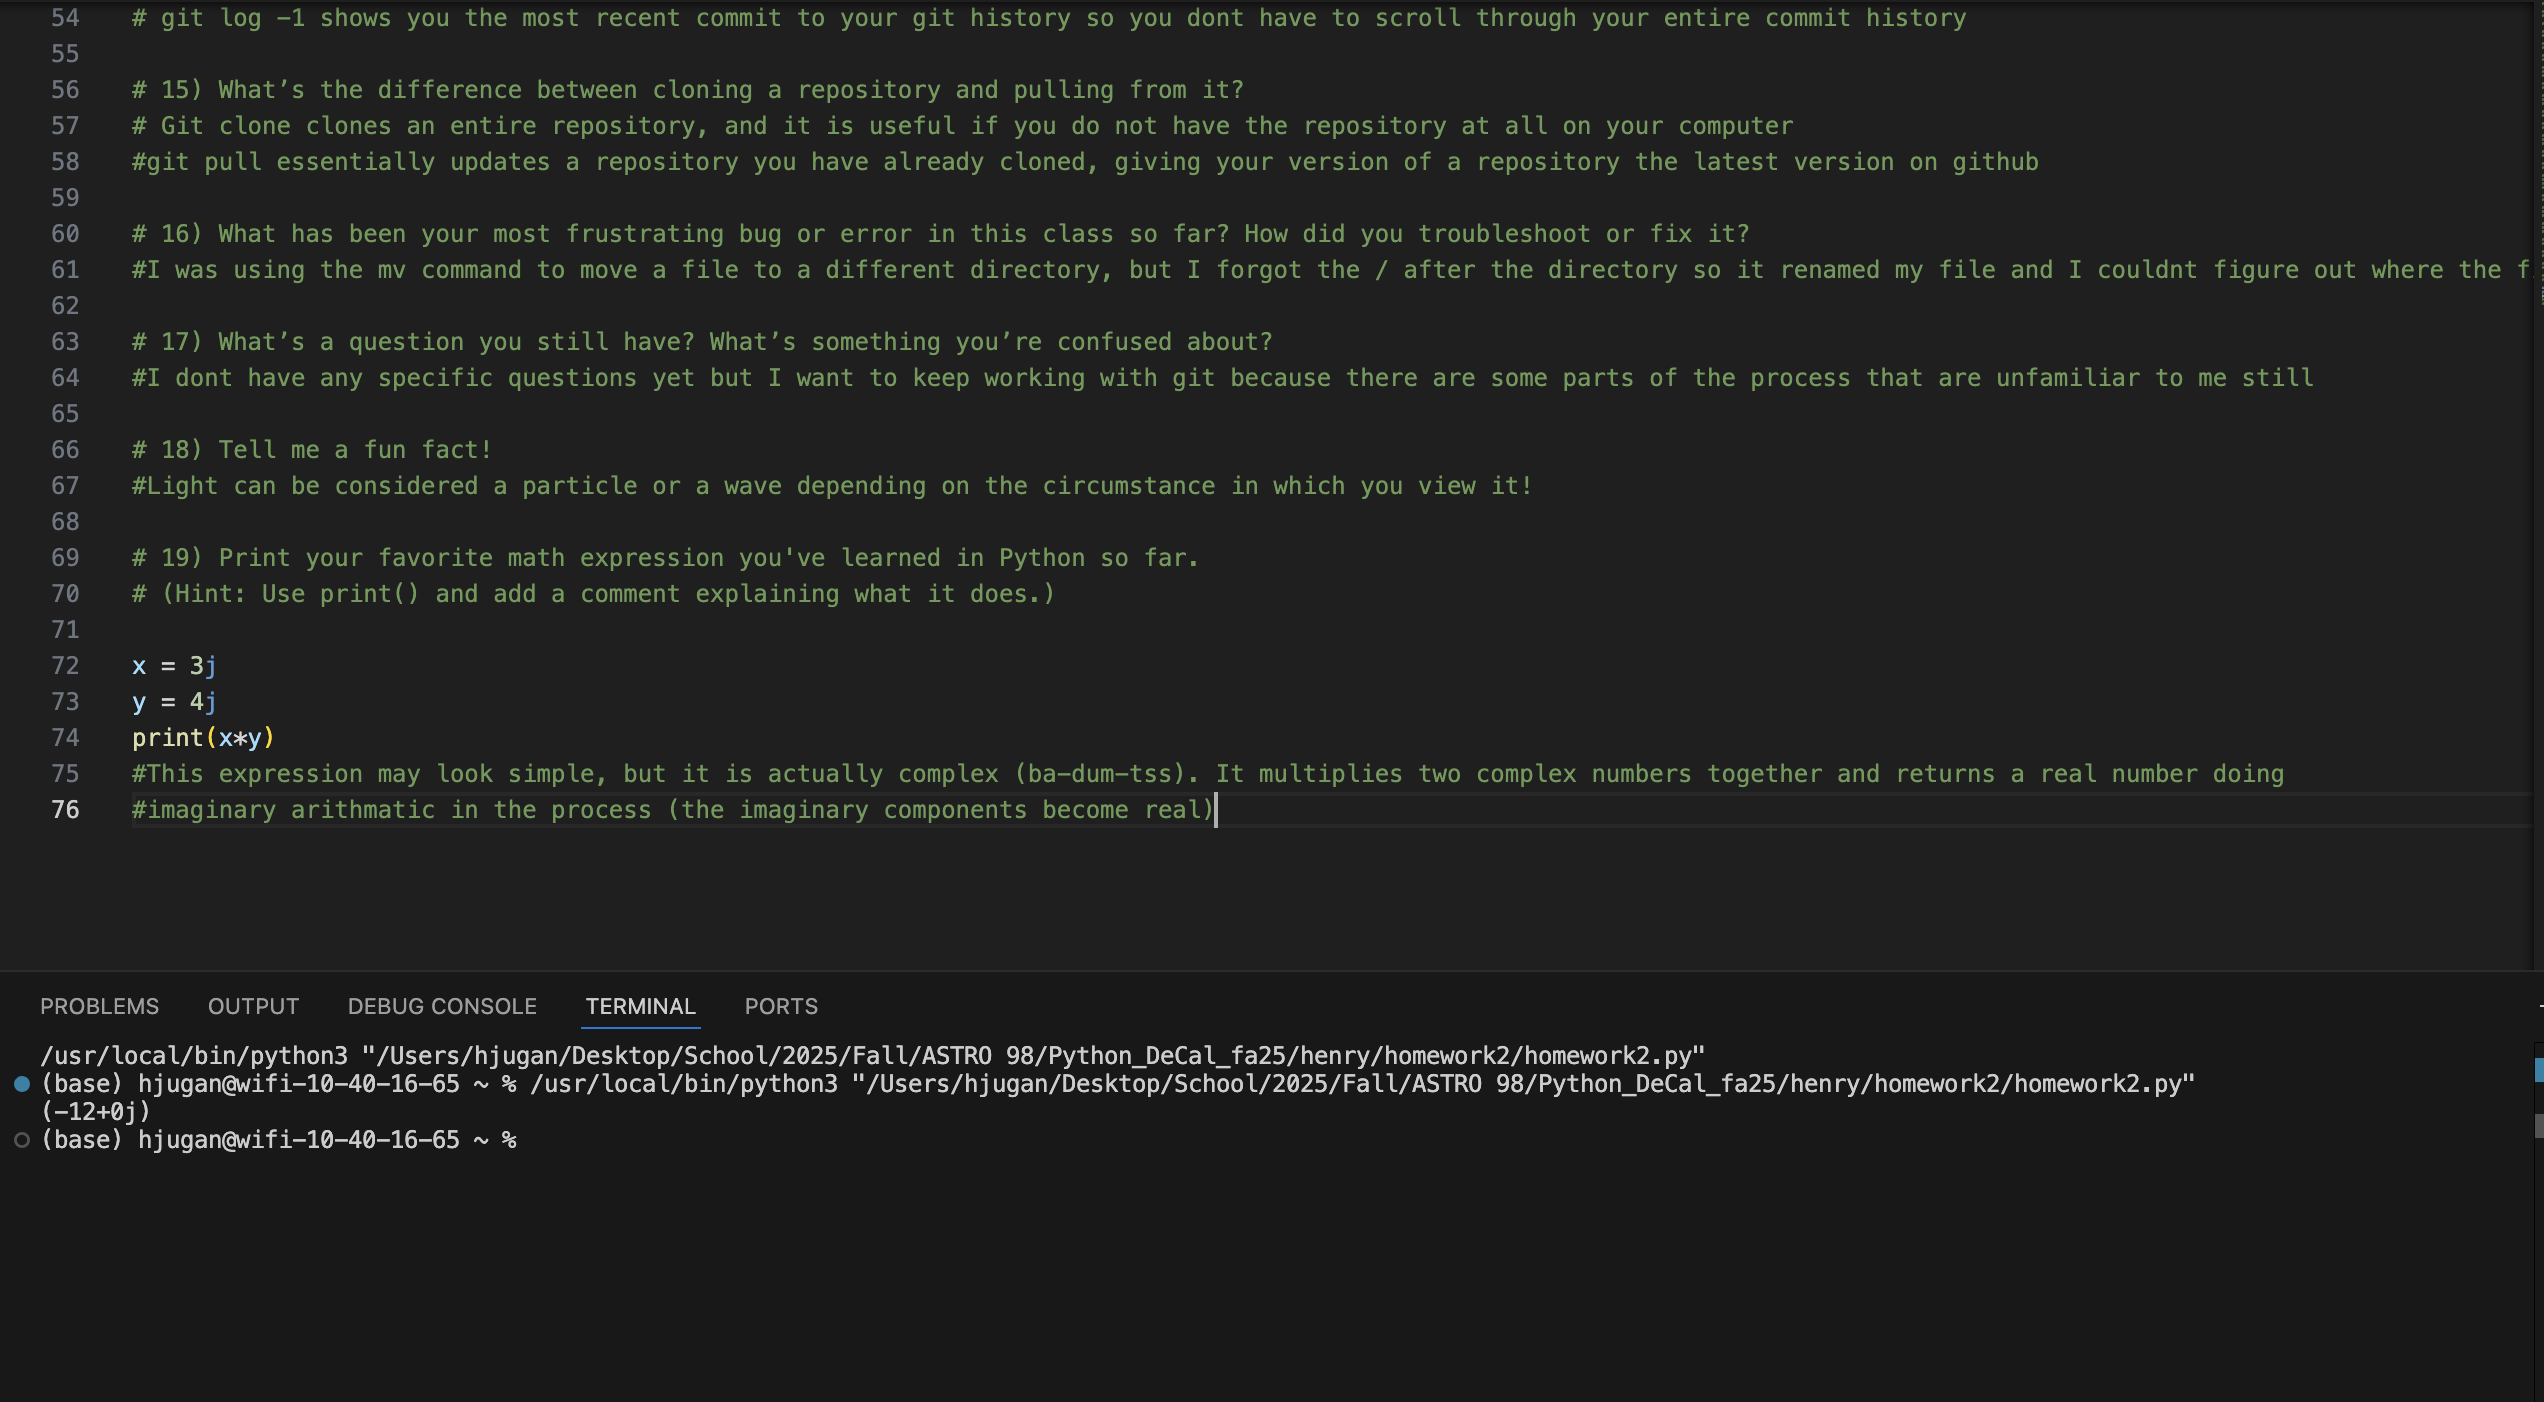 54 # git log -1 shows you the most recent commit to your git history so you dont have to scroll through your entire commit history
55
56 # 15) What’s the difference between cloning a repository and pulling from it?
57 # Git clone clones an entire repository, and it is useful if you do not have the repository at all on your computer
58 #git pull essentially updates a repository you have already cloned, giving your version of a repository the latest version on github
59
60 # 16) What has been your most frustrating bug or error in this class so far? How did you troubleshoot or fix it?
61 #I was using the mv command to move a file to a different directory, but I forgot the / after the directory so it renamed my file and I couldnt figure out where the f
62
63 # 17) What’s a question you still have? What’s something you’re confused about?
64 #I dont have any specific questions yet but I want to keep working with git because there are some parts of the process that are unfamiliar to me still
65
66 # 18) Tell me a fun fact!
67 #Light can be considered a particle or a wave depending on the circumstance in which you view it!
68
69 # 19) Print your favorite math expression you've learned in Python so far.
70 # (Hint: Use print() and add a comment explaining what it does.)
71
72 x = 3j
73 y = 4j
74 print(x*y)
75 #This expression may look simple, but it is actually complex (ba-dum-tss). It multiplies two complex numbers together and returns a real number doing
76 #imaginary arithmatic in the process (the imaginary components become real)
PROBLEMS OUTPUT DEBUG CONSOLE TERMINAL PORTS
/usr/local/bin/python3 "/Users/hjugan/Desktop/School/2025/Fall/ASTRO 98/Python_DeCal_fa25/henry/homework2/homework2.py"
(base) hjugan@wifi-10-40-16-65 ~ % /usr/local/bin/python3 "/Users/hjugan/Desktop/School/2025/Fall/ASTRO 98/Python_DeCal_fa25/henry/homework2/homework2.py"
(-12+0j)
(base) hjugan@wifi-10-40-16-65 ~ %